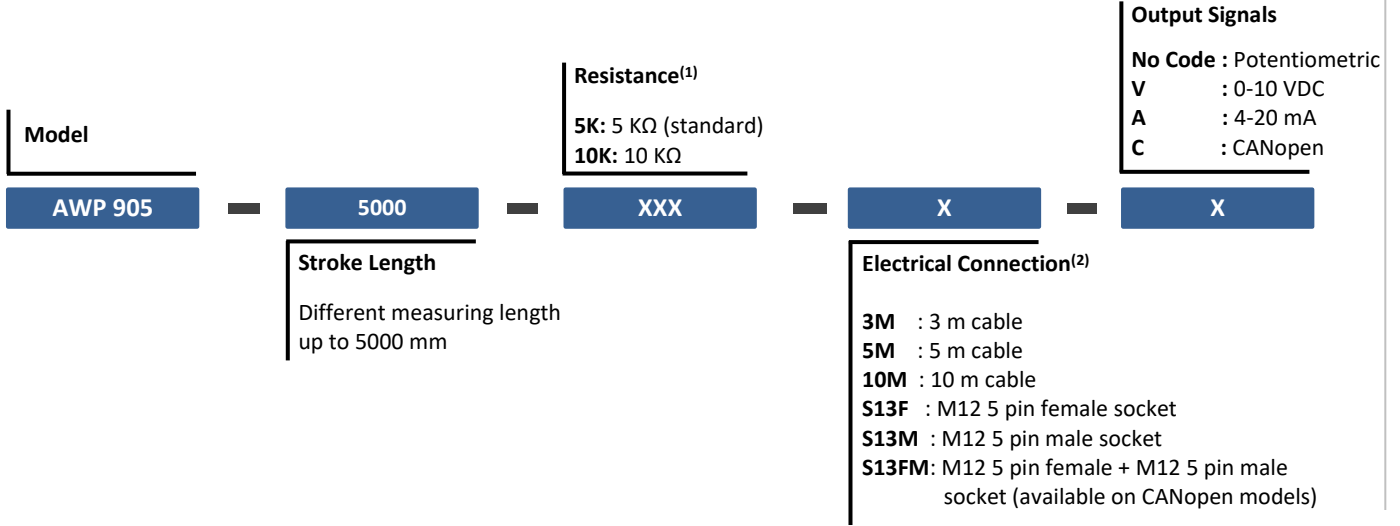 Output Signals
No Code : Potentiometric
V : 0-10 VDC
A : 4-20 mA
C : CANopen
Resistance(1)
5K: 5 KΩ (standard)
10K: 10 KΩ
Model
AWP 905 5000 XXX X X
Stroke Length
Different measuring length
up to 5000 mm
Electrical Connection(2)
3M : 3 m cable
5M : 5 m cable
10M : 10 m cable
S13F : M12 5 pin female socket
S13M : M12 5 pin male socket
S13FM: M12 5 pin female + M12 5 pin male
socket (available on CANopen models)